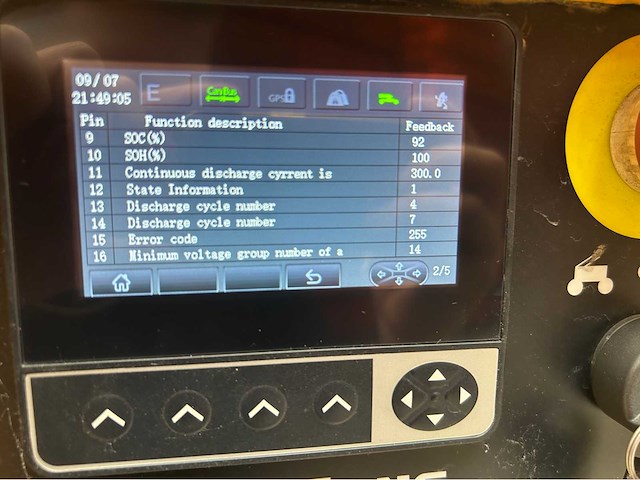 09/07
21:49:05
E
CanBus
GPS
Pin Function description Feedback
9 SOC(%) 92
10 SOH(%) 100
11 Continuous discharge cyrrent is 300.0
12 State Information 1
13 Discharge cycle number 4
14 Discharge cycle number 7
15 Error code 255
16 Minimum voltage group number of a 14
2/5